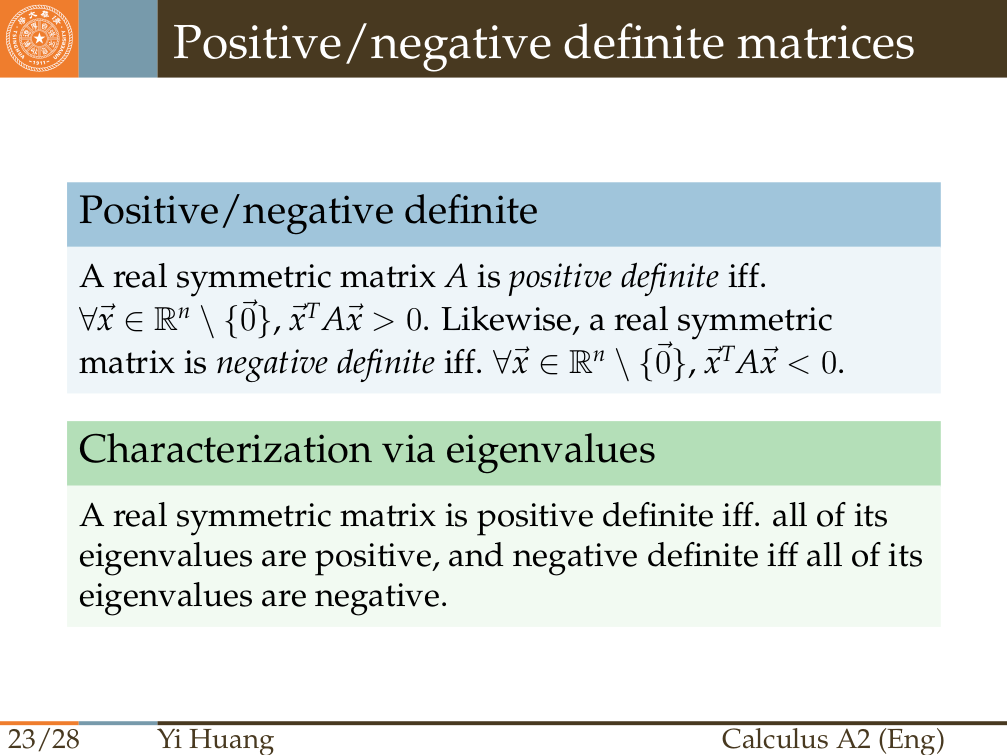 Positive/negative definite matrices
Positive/negative definite
A real symmetric matrix A is positive definite iff.
∀x⃗ ∈ ℝⁿ \ {0⃗}, x⃗ᵀAx⃗ > 0. Likewise, a real symmetric
matrix is negative definite iff. ∀x⃗ ∈ ℝⁿ \ {0⃗}, x⃗ᵀAx⃗ < 0.
Characterization via eigenvalues
A real symmetric matrix is positive definite iff. all of its
eigenvalues are positive, and negative definite iff all of its
eigenvalues are negative.
23/28 Yi Huang Calculus A2 (Eng)